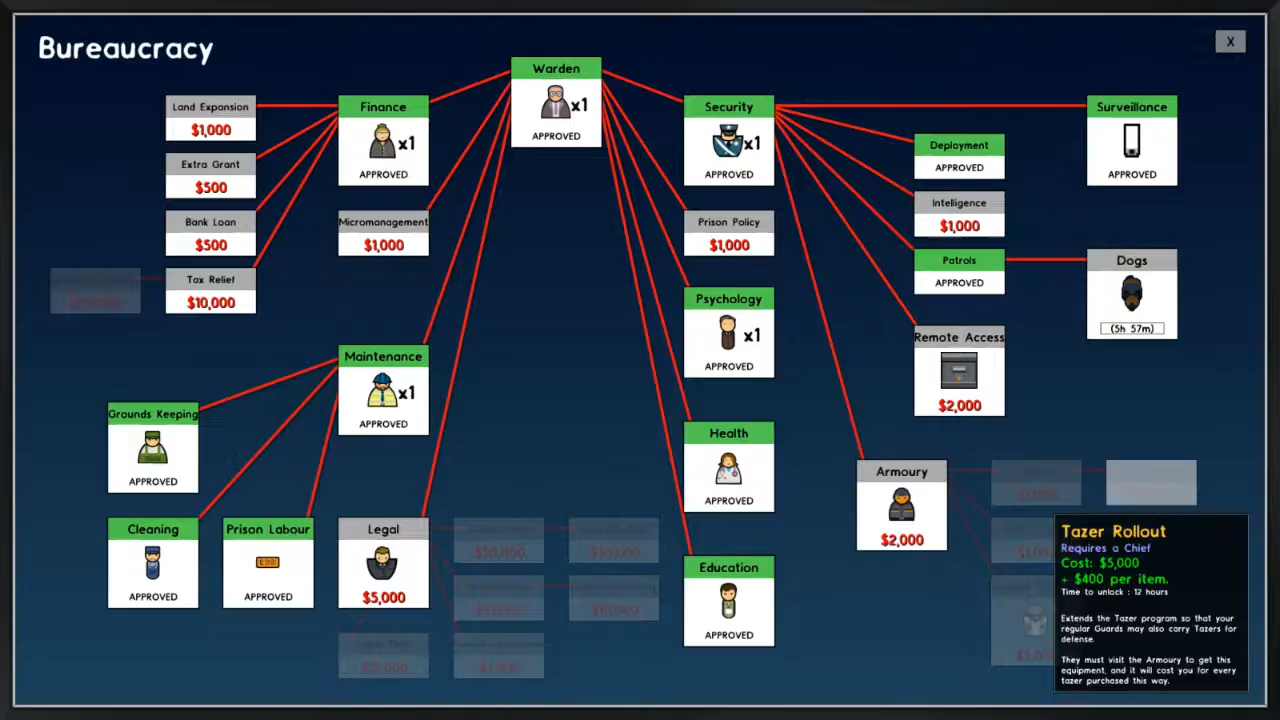 Bureaucracy
X
Warden
x1
APPROVED
Land Expansion
$1,000
Extra Grant
$500
Bank Loan
$500
Tax Relief
$10,000
Finance
x1
APPROVED
Micromanagement
$1,000
Security
x1
APPROVED
Prison Policy
$1,000
Psychology
x1
APPROVED
Health
APPROVED
Education
APPROVED
Deployment
APPROVED
Intelligence
$1,000
Patrols
APPROVED
Remote Access
$2,000
Surveillance
APPROVED
Dogs
(5h 57m)
Maintenance
x1
APPROVED
Grounds Keeping
APPROVED
Cleaning
APPROVED
Prison Labour
APPROVED
Legal
$5,000
Armoury
$2,000
Tazer Rollout
Requires a Chief
Cost: $5,000
+ $400 per item.
Time to unlock : 12 hours
Extends the Tazer program so that your
regular Guards may also carry Tazers for
defense.
They must visit the Armoury to get this
equipment, and it will cost you for every
tazer purchased this way.